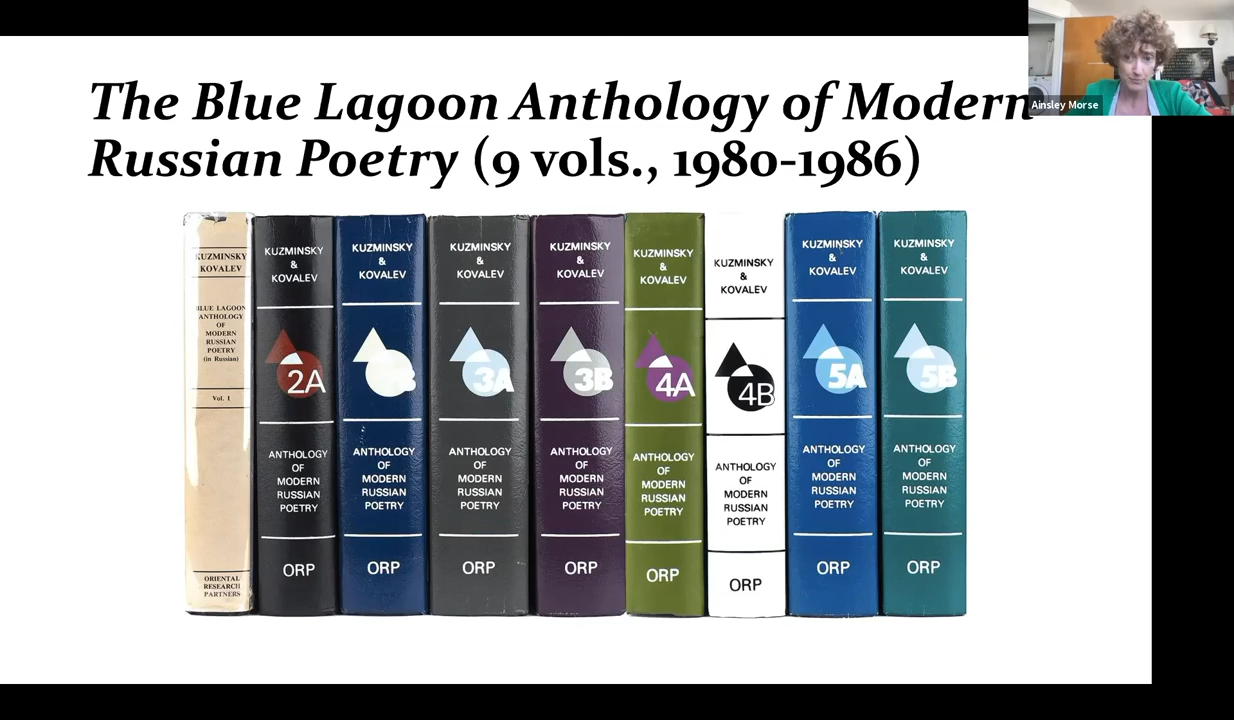 The Blue Lagoon Anthology of Modern
Russian Poetry (9 vols., 1980-1986)
Ainsley Morse
KUZMINSKY
KOVALEV
BLUE LAGOON
ANTHOLOGY
OF
MODERN
RUSSIAN
POETRY
(in Russian)
Vol. 1
ORIENTAL
RESEARCH
PARTNERS
KUZMINSKY
&
KOVALEV
2A
ANTHOLOGY
OF
MODERN
RUSSIAN
POETRY
ORP
KUZMINSKY
&
KOVALEV
ANTHOLOGY
OF
MODERN
RUSSIAN
POETRY
ORP
KUZMINSKY
&
KOVALEV
3A
ANTHOLOGY
OF
MODERN
RUSSIAN
POETRY
ORP
KUZMINSKY
&
KOVALEV
3B
ANTHOLOGY
OF
MODERN
RUSSIAN
POETRY
ORP
KUZMINSKY
&
KOVALEV
4A
ANTHOLOGY
OF
MODERN
RUSSIAN
POETRY
ORP
KUZMINSKY
&
KOVALEV
4B
ANTHOLOGY
OF
MODERN
RUSSIAN
POETRY
ORP
KUZMINSKY
&
KOVALEV
5A
ANTHOLOGY
OF
MODERN
RUSSIAN
POETRY
ORP
KUZMINSKY
&
KOVALEV
5B
ANTHOLOGY
OF
MODERN
RUSSIAN
POETRY
ORP